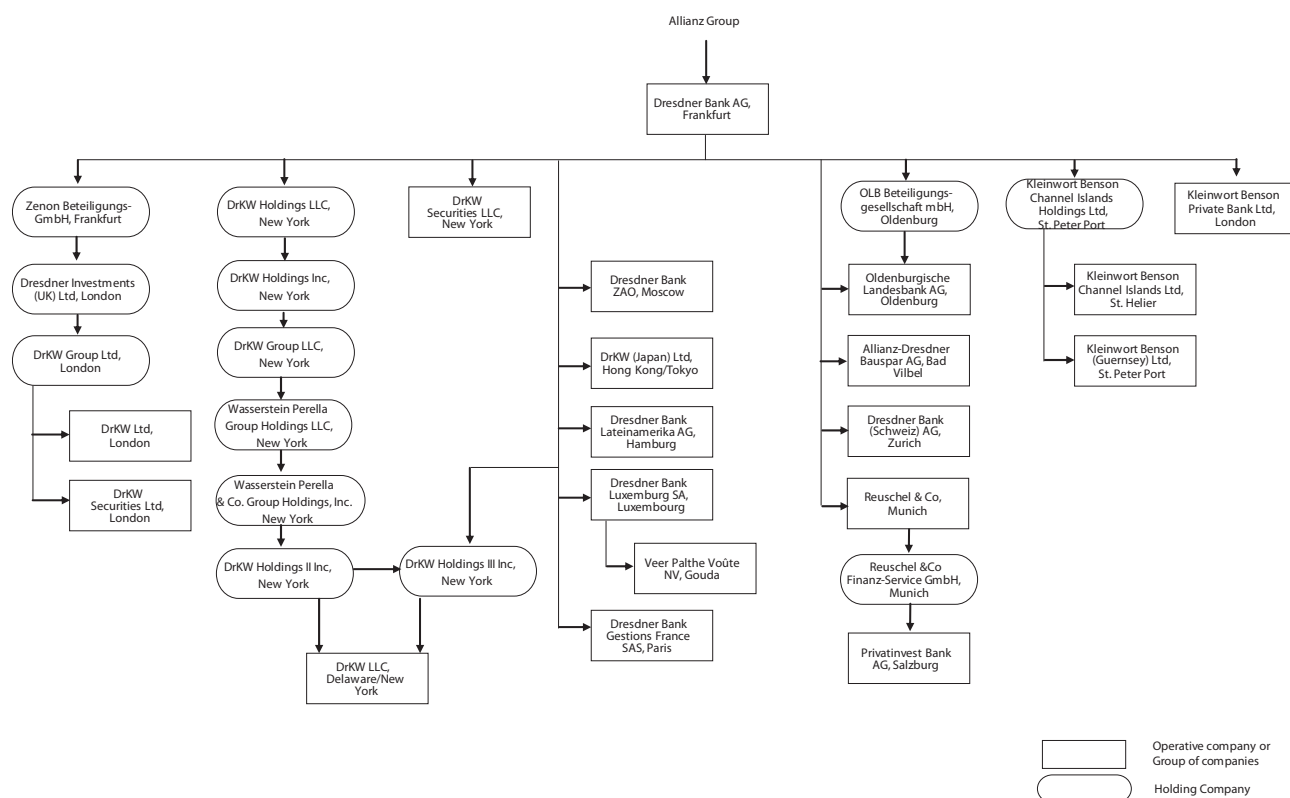 Allianz Group
Dresdner Bank AG,
Frankfurt
Zenon Beteiligungs-
GmbH, Frankfurt
Dresdner Investments
(UK) Ltd, London
DrKW Group Ltd,
London
DrKW Ltd,
London
DrKW
Securities Ltd,
London
DrKW Holdings LLC,
New York
DrKW Holdings Inc,
New York
DrKW Group LLC,
New York
Wasserstein Perella
Group Holdings LLC,
New York
Wasserstein Perella
& Co. Group Holdings, Inc.
New York
DrKW Holdings II Inc,
New York
DrKW Holdings III Inc,
New York
DrKW LLC,
Delaware/New
York
DrKW
Securities LLC,
New York
Dresdner Bank
ZAO, Moscow
DrKW (Japan) Ltd,
Hong Kong/Tokyo
Dresdner Bank
Lateinamerika AG,
Hamburg
Dresdner Bank
Luxemburg SA,
Luxembourg
Veer Palthe Voûte
NV, Gouda
Dresdner Bank
Gestions France
SAS, Paris
OLB Beteiligungs-
gesellschaft mbH,
Oldenburg
Oldenburgische
Landesbank AG,
Oldenburg
Allianz-Dresdner
Bauspar AG, Bad
Vilbel
Dresdner Bank
(Schweiz) AG,
Zurich
Reuschel & Co,
Munich
Reuschel &Co
Finanz-Service GmbH,
Munich
Privatinvest Bank
AG, Salzburg
Kleinwort Benson
Channel Islands
Holdings Ltd,
St. Peter Port
Kleinwort Benson
Channel Islands Ltd,
St. Helier
Kleinwort Benson
(Guernsey) Ltd,
St. Peter Port
Kleinwort Benson
Private Bank Ltd,
London
Operative company or
Group of companies
Holding Company